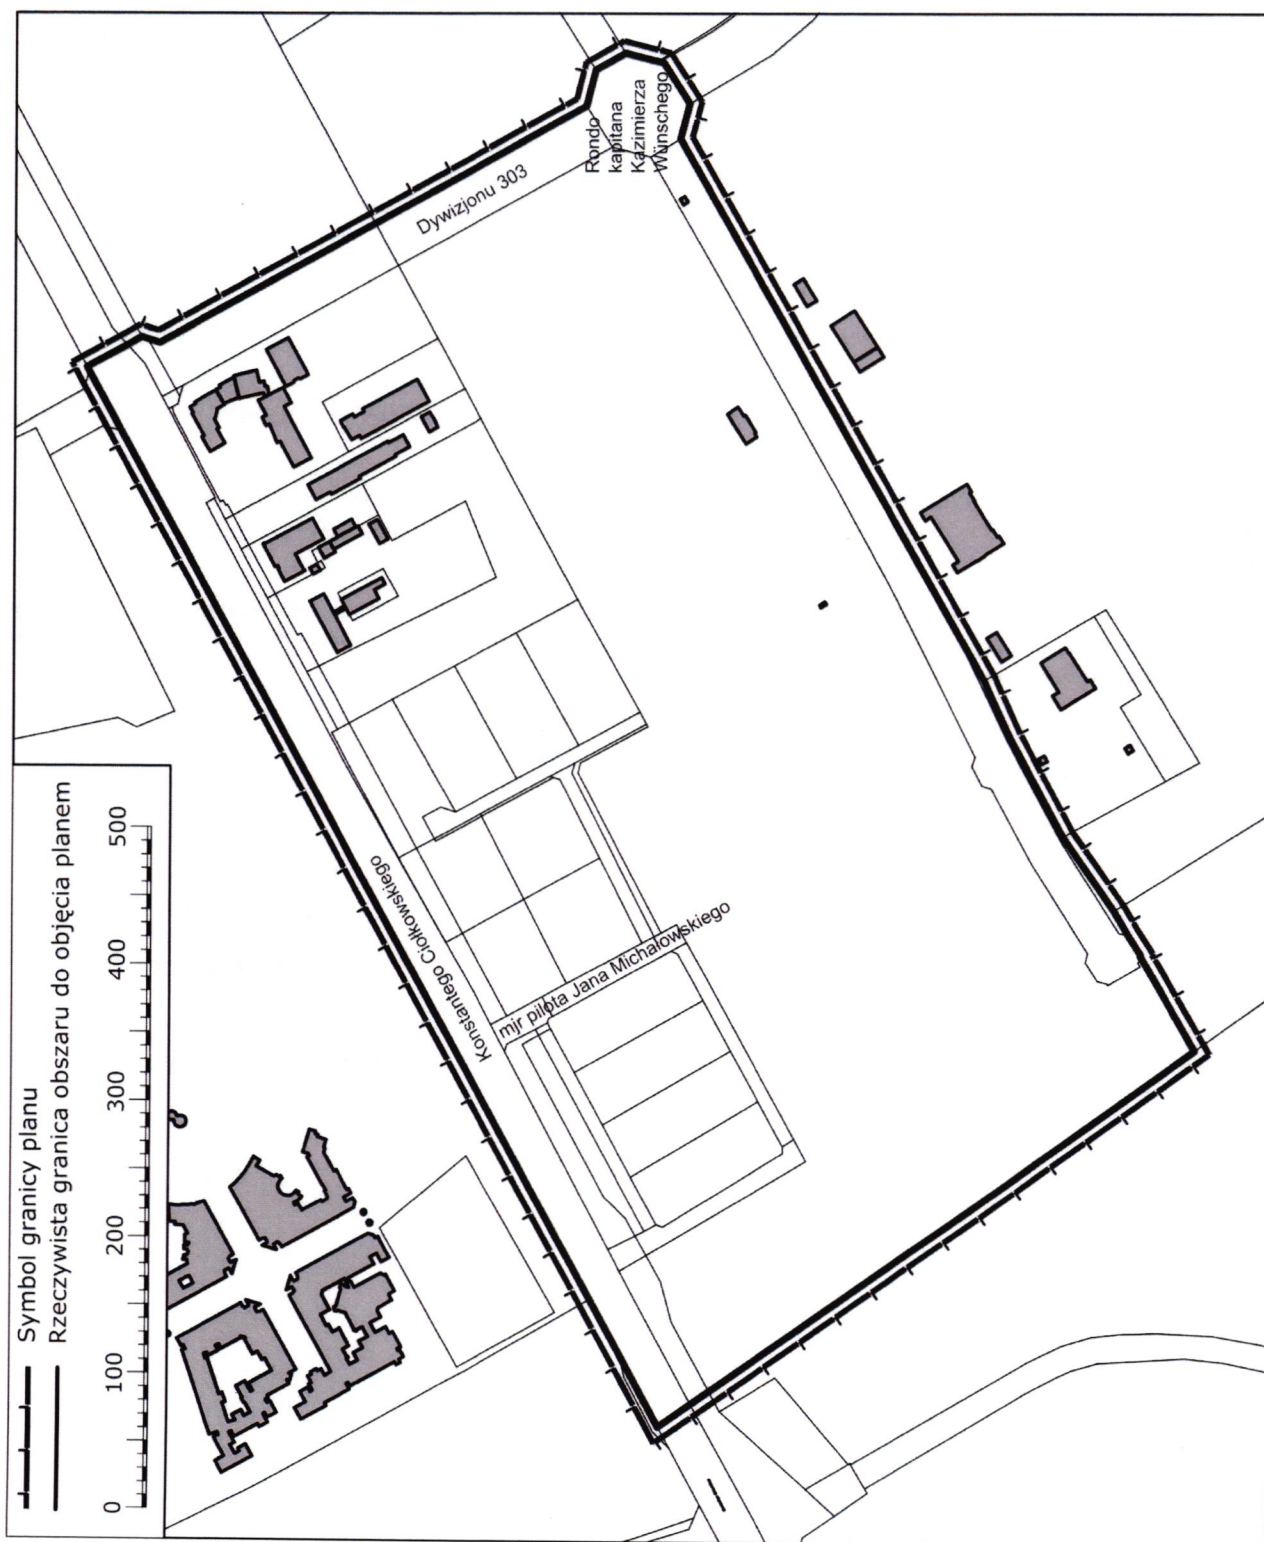 Symbol granicy planu
Rzeczywista granica obszaru do objęcia planem
0 100 200 300 400 500
Rondo
kapitana
Kazimierza
Wünschego
Dywizjonu 303
Konstantego Ciołkowskiego
mjr pilota Jana Michałowskiego